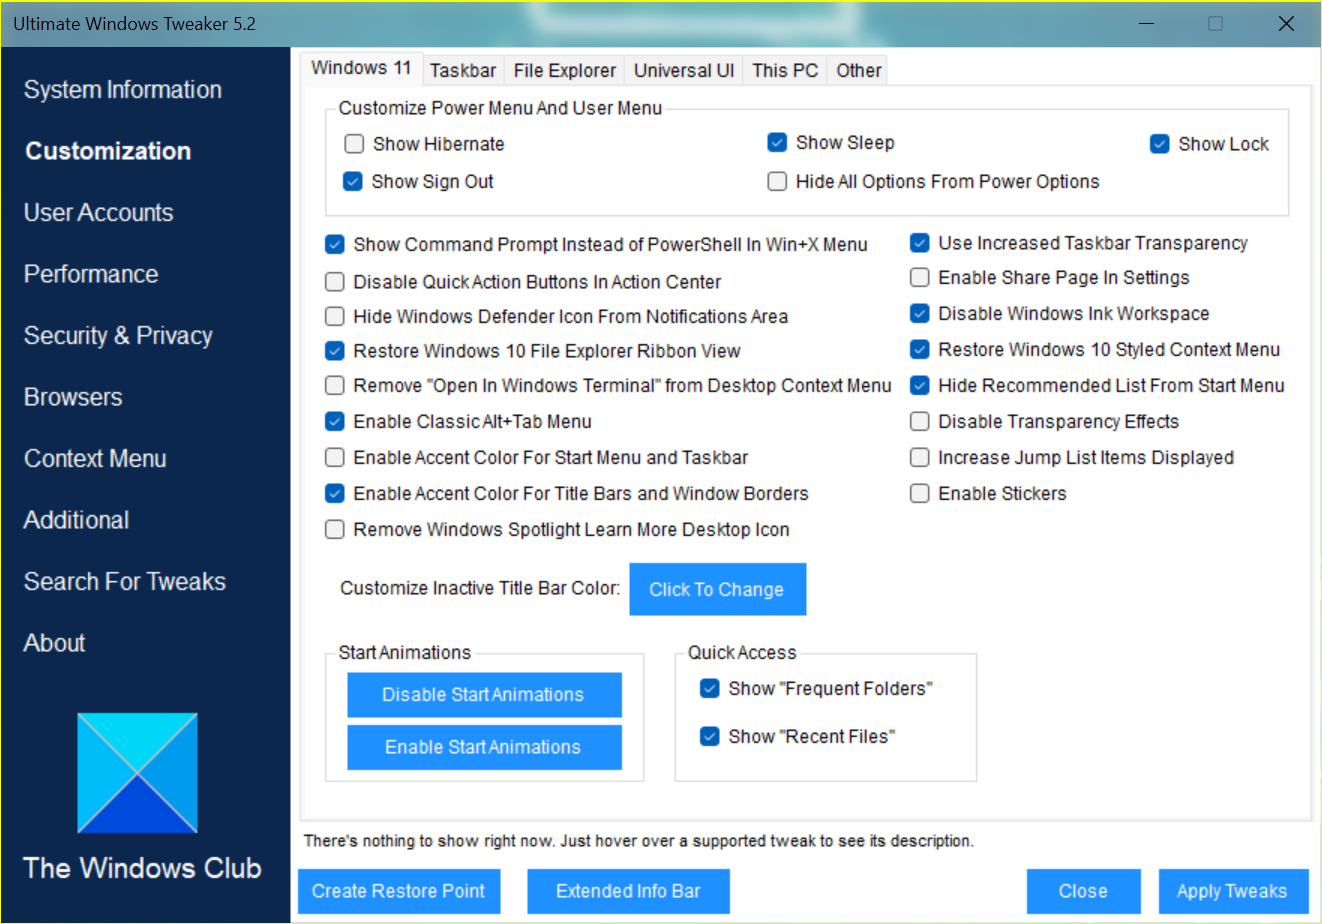 Ultimate Windows Tweaker 5.2
System Information
Customization
User Accounts
Performance
Security & Privacy
Browsers
Context Menu
Additional
Search For Tweaks
About
The Windows Club
Windows 11 Taskbar File Explorer Universal UI This PC Other
Customize Power Menu And User Menu
Show Hibernate Show Sleep Show Lock
Show Sign Out Hide All Options From Power Options
Show Command Prompt Instead of PowerShell In Win+X Menu
Disable Quick Action Buttons In Action Center
Hide Windows Defender Icon From Notifications Area
Restore Windows 10 File Explorer Ribbon View
Remove "Open In Windows Terminal" from Desktop Context Menu
Enable Classic Alt+Tab Menu
Enable Accent Color For Start Menu and Taskbar
Enable Accent Color For Title Bars and Window Borders
Remove Windows Spotlight Learn More Desktop Icon
Use Increased Taskbar Transparency
Enable Share Page In Settings
Disable Windows Ink Workspace
Restore Windows 10 Styled Context Menu
Hide Recommended List From Start Menu
Disable Transparency Effects
Increase Jump List Items Displayed
Enable Stickers
Customize Inactive Title Bar Color: Click To Change
Start Animations
Disable Start Animations
Enable Start Animations
Quick Access
Show "Frequent Folders"
Show "Recent Files"
There's nothing to show right now. Just hover over a supported tweak to see its description.
Create Restore Point Extended Info Bar Close Apply Tweaks